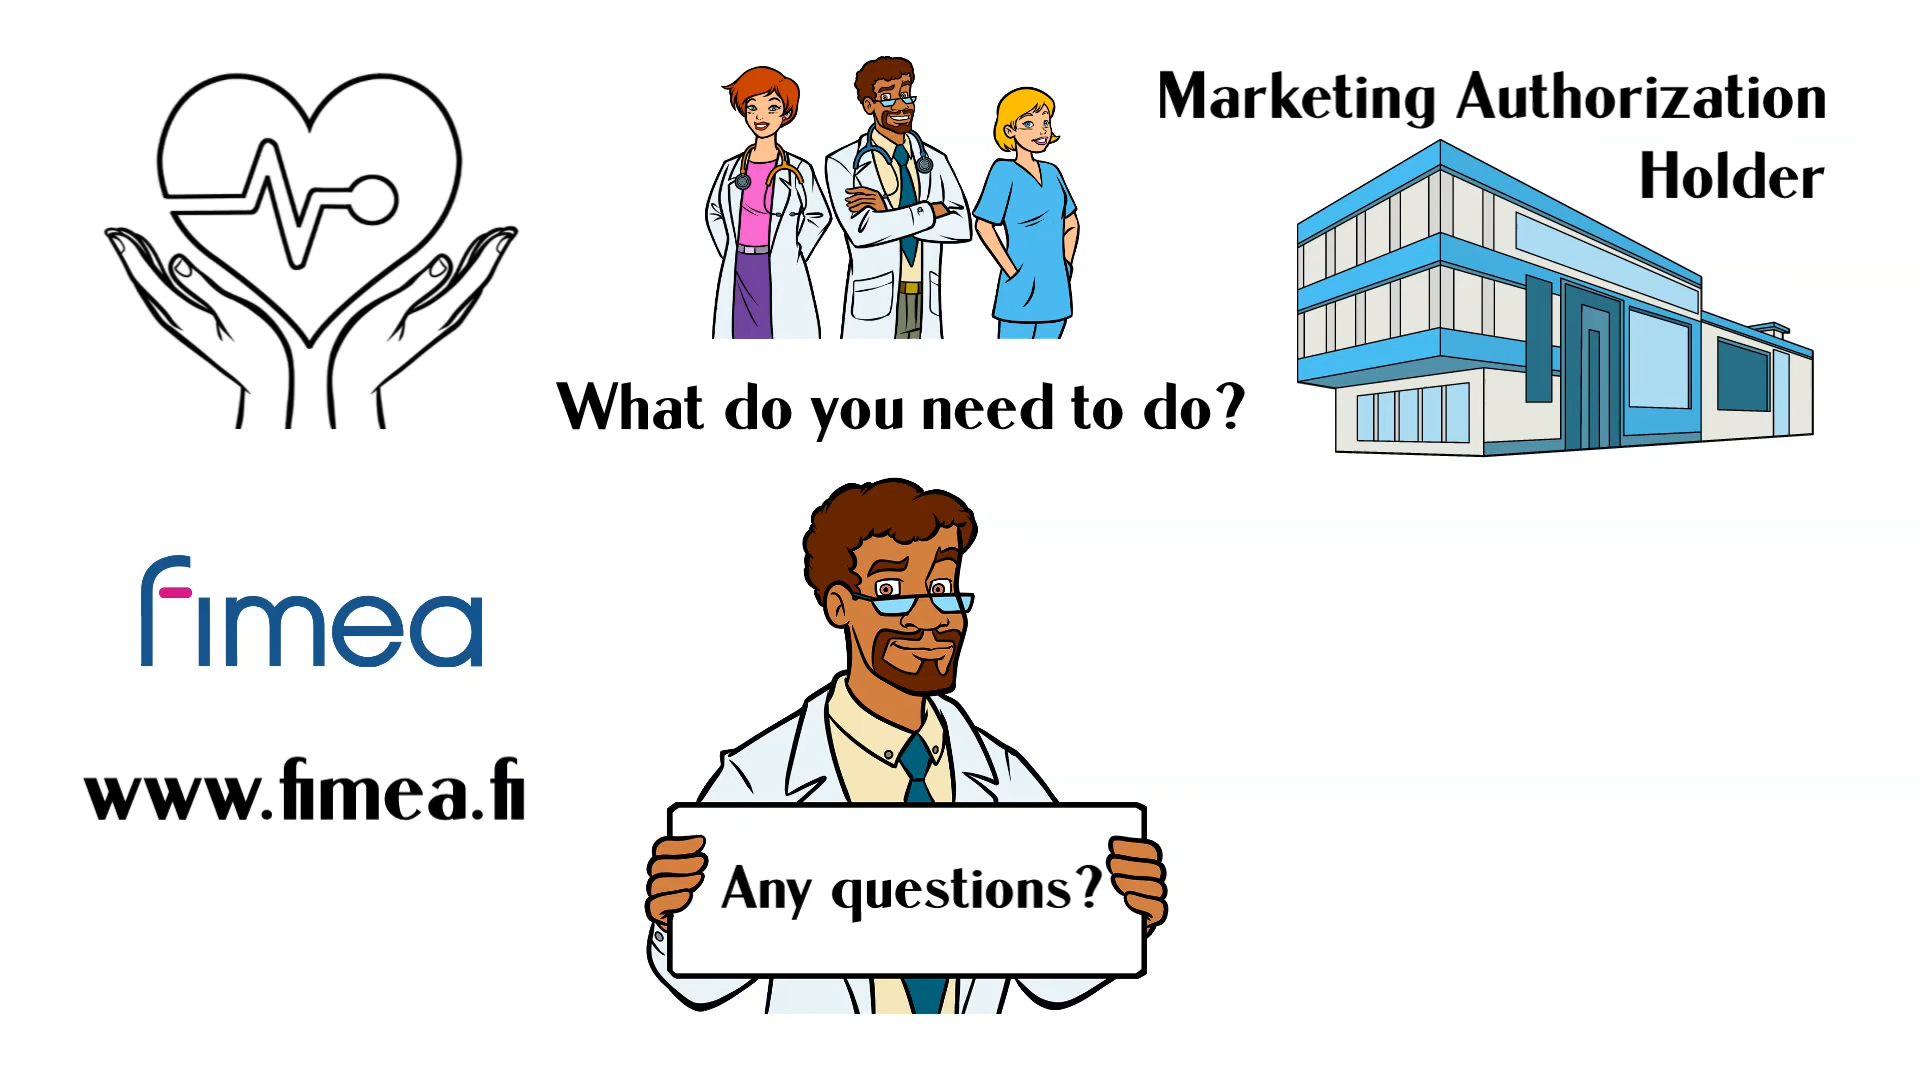 Marketing Authorization
Holder
What do you need to do?
fimea
www.fimea.fi
Any questions?